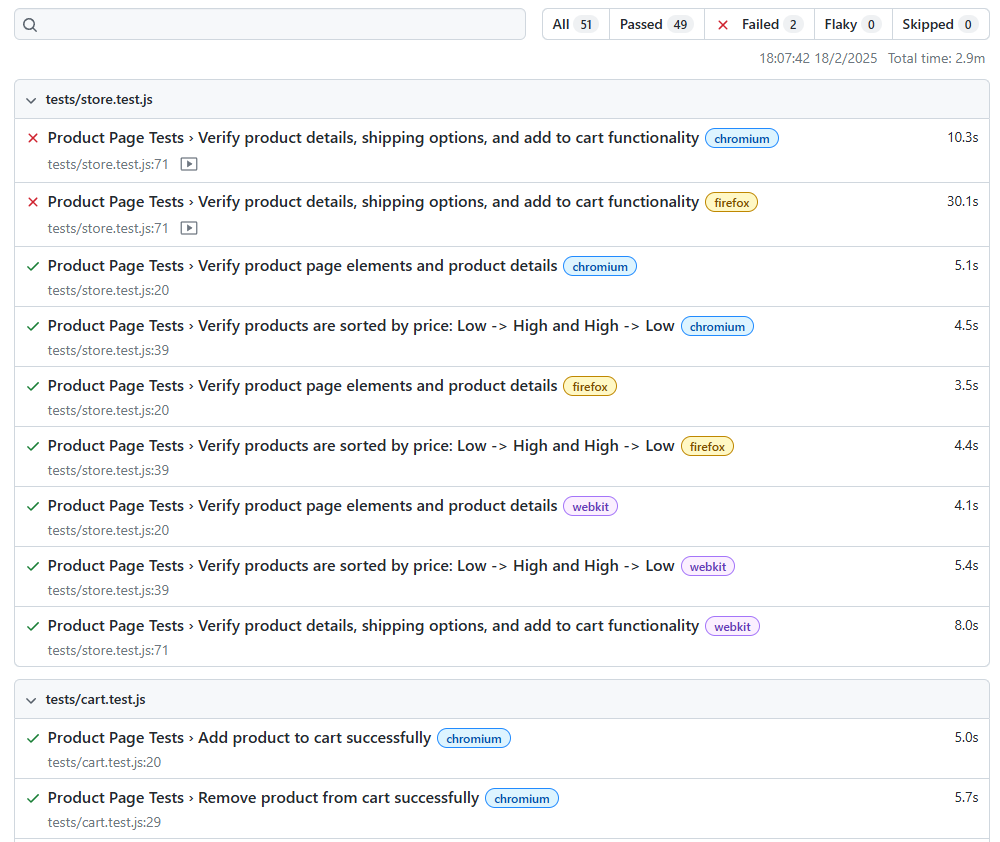 All 51 Passed 49 Failed 2 Flaky 0 Skipped 0
18:07:42 18/2/2025 Total time: 2.9m
tests/store.test.js
Product Page Tests › Verify product details, shipping options, and add to cart functionality chromium 10.3s
tests/store.test.js:71
Product Page Tests › Verify product details, shipping options, and add to cart functionality firefox 30.1s
tests/store.test.js:71
Product Page Tests › Verify product page elements and product details chromium 5.1s
tests/store.test.js:20
Product Page Tests › Verify products are sorted by price: Low -> High and High -> Low chromium 4.5s
tests/store.test.js:39
Product Page Tests › Verify product page elements and product details firefox 3.5s
tests/store.test.js:20
Product Page Tests › Verify products are sorted by price: Low -> High and High -> Low firefox 4.4s
tests/store.test.js:39
Product Page Tests › Verify product page elements and product details webkit 4.1s
tests/store.test.js:20
Product Page Tests › Verify products are sorted by price: Low -> High and High -> Low webkit 5.4s
tests/store.test.js:39
Product Page Tests › Verify product details, shipping options, and add to cart functionality webkit 8.0s
tests/store.test.js:71
tests/cart.test.js
Product Page Tests › Add product to cart successfully chromium 5.0s
tests/cart.test.js:20
Product Page Tests › Remove product from cart successfully chromium 5.7s
tests/cart.test.js:29